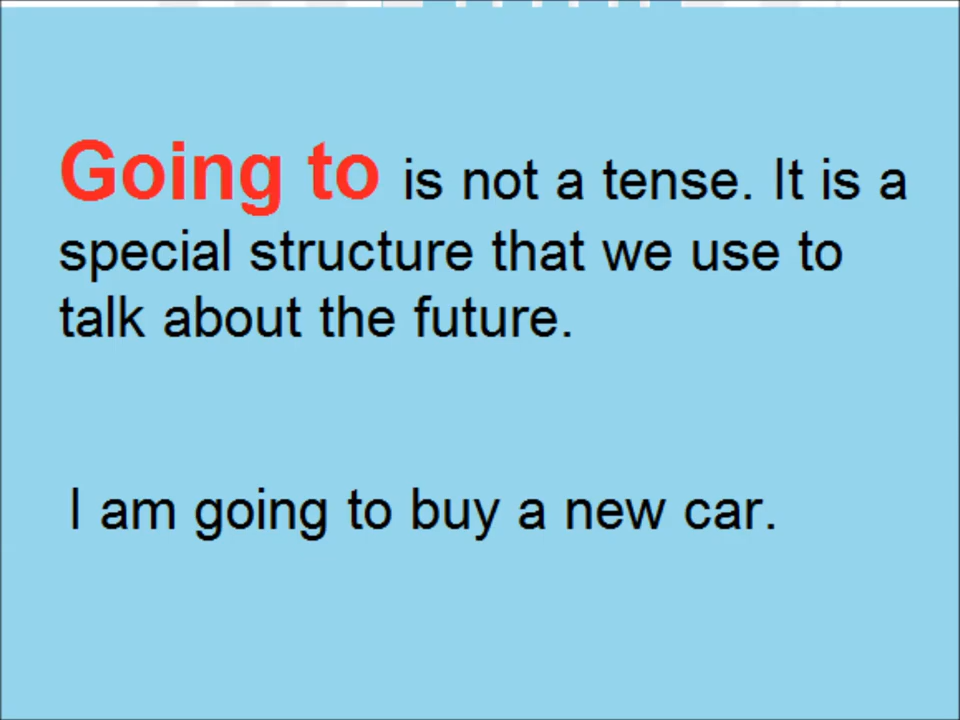 Going to is not a tense. It is a
special structure that we use to
talk about the future.
I am going to buy a new car.